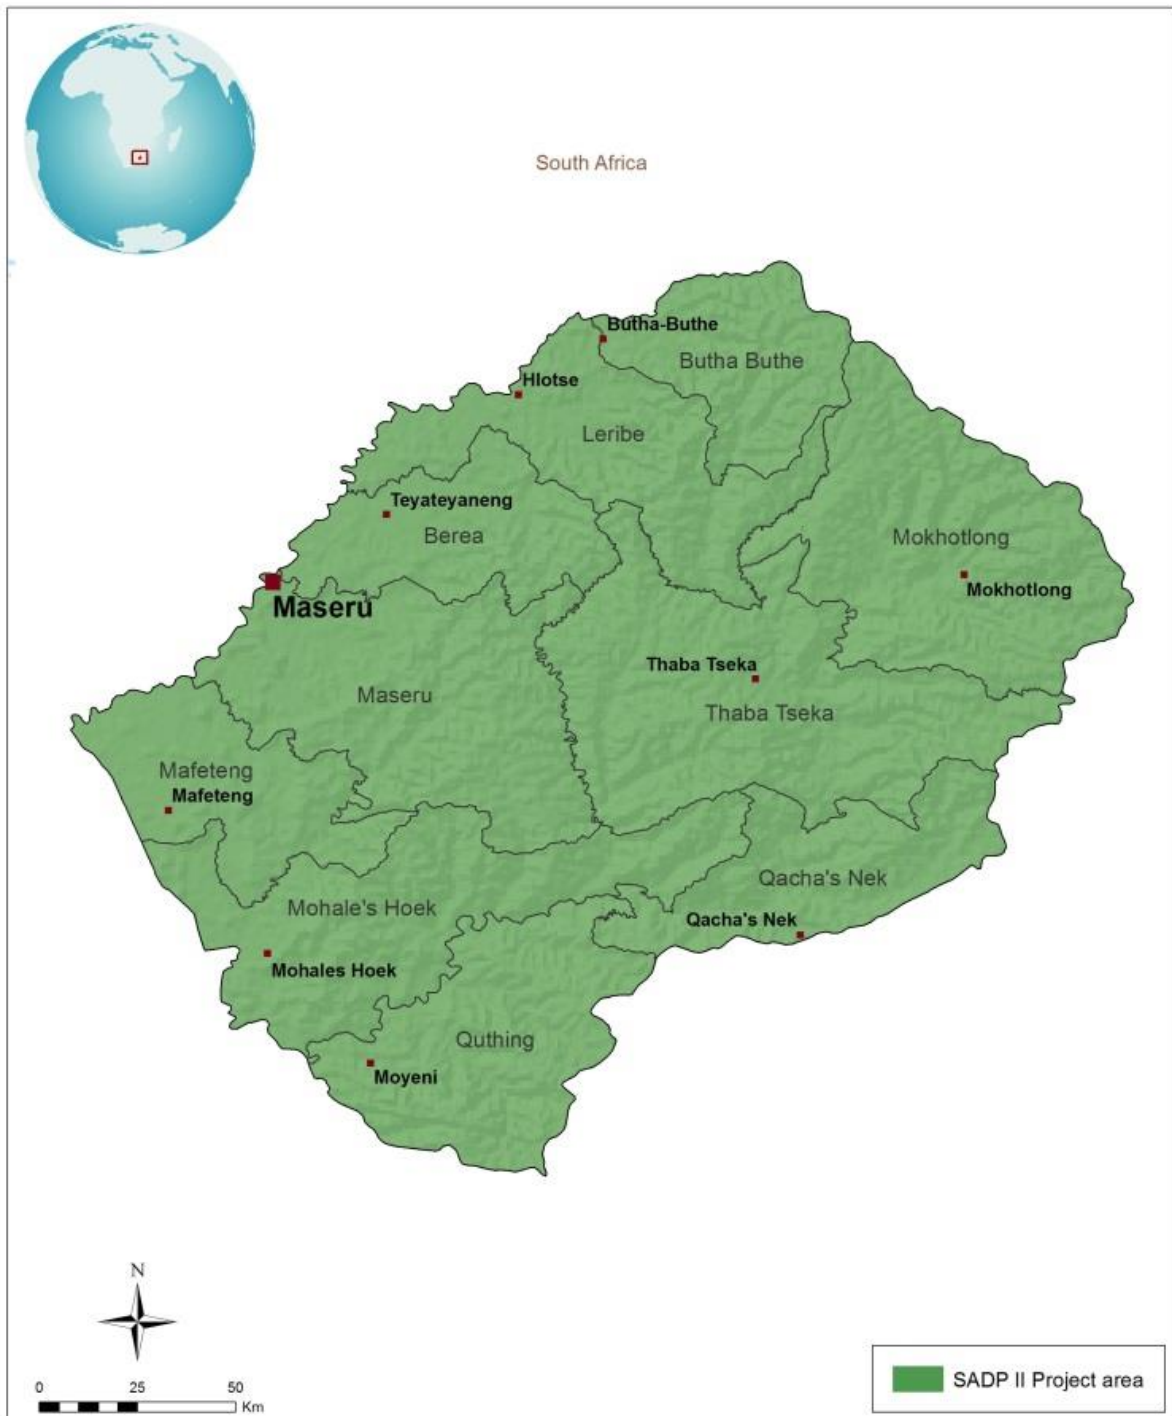 South Africa
Butha-Buthe
Butha Buthe
Hlotse
Leribe
Teyateyaneng
Berea
Mokhotlong
Mokhotlong
Maseru
Thaba Tseka
Maseru
Thaba Tseka
Mafeteng
Mafeteng
Qacha's Nek
Mohale's Hoek
Qacha's Nek
Mohales Hoek
Quthing
Moyeni
N
0 25 50
Km
SADP II Project area